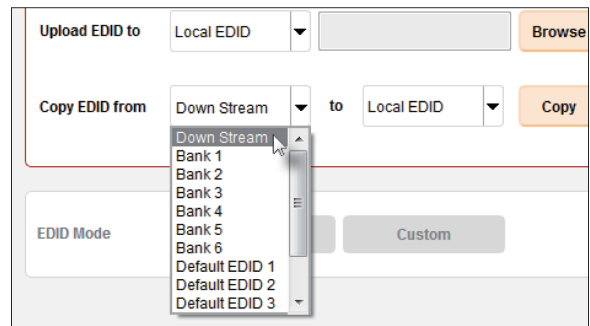 Upload EDID to Local EDID Browse
Copy EDID from Down Stream to Local EDID Copy
Down Stream
Bank 1
Bank 2
Bank 3
Bank 4
Bank 5
Bank 6
EDID Mode Custom
Default EDID 1
Default EDID 2
Default EDID 3